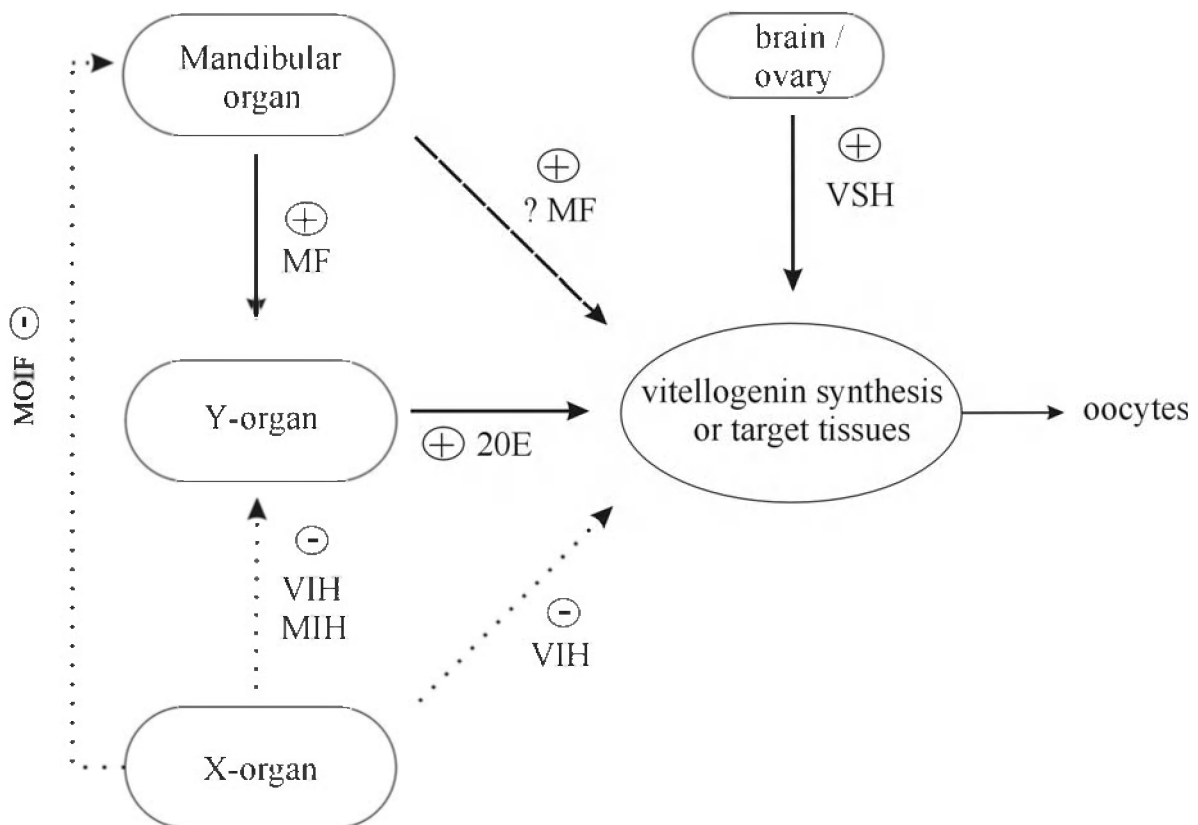 Mandibular
organ
brain /
ovary
+
MF
+
? MF
+
VSH
MOIF -
Y-organ
+ 20E
vitellogenin synthesis
or target tissues
oocytes
-
VIH
MIH
-
VIH
X-organ